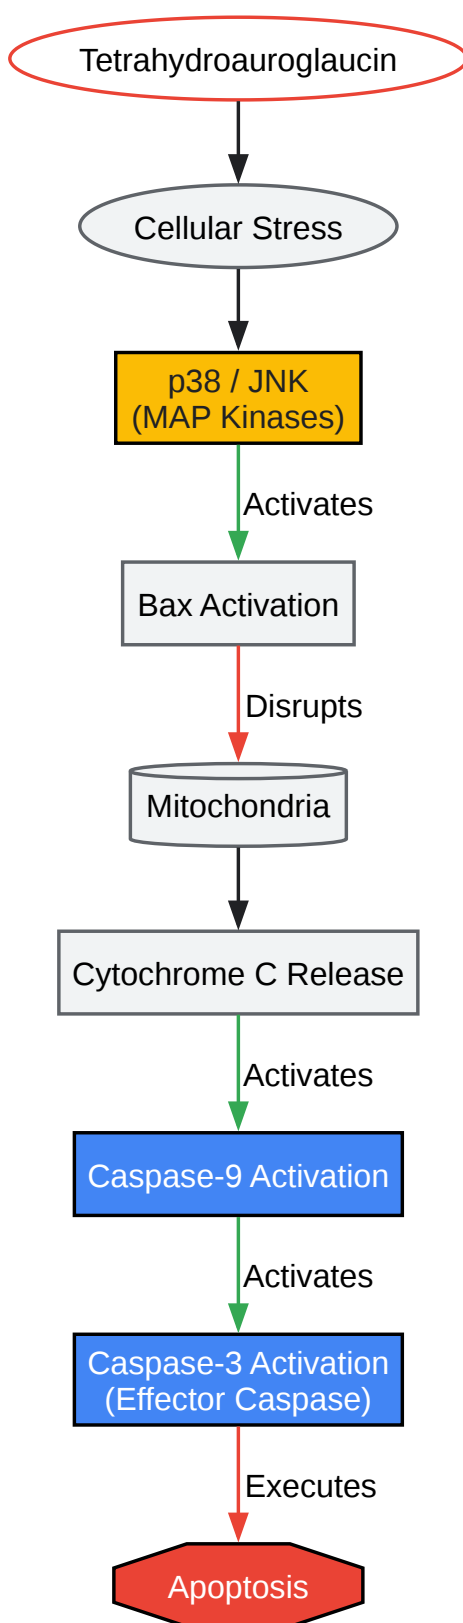 Tetrahydroauroglaucin
Cellular Stress
p38 / JNK
(MAP Kinases)
Activates
Bax Activation
Disrupts
Mitochondria
Cytochrome C Release
Activates
Caspase-9 Activation
Activates
Caspase-3 Activation
(Effector Caspase)
Executes
Apoptosis